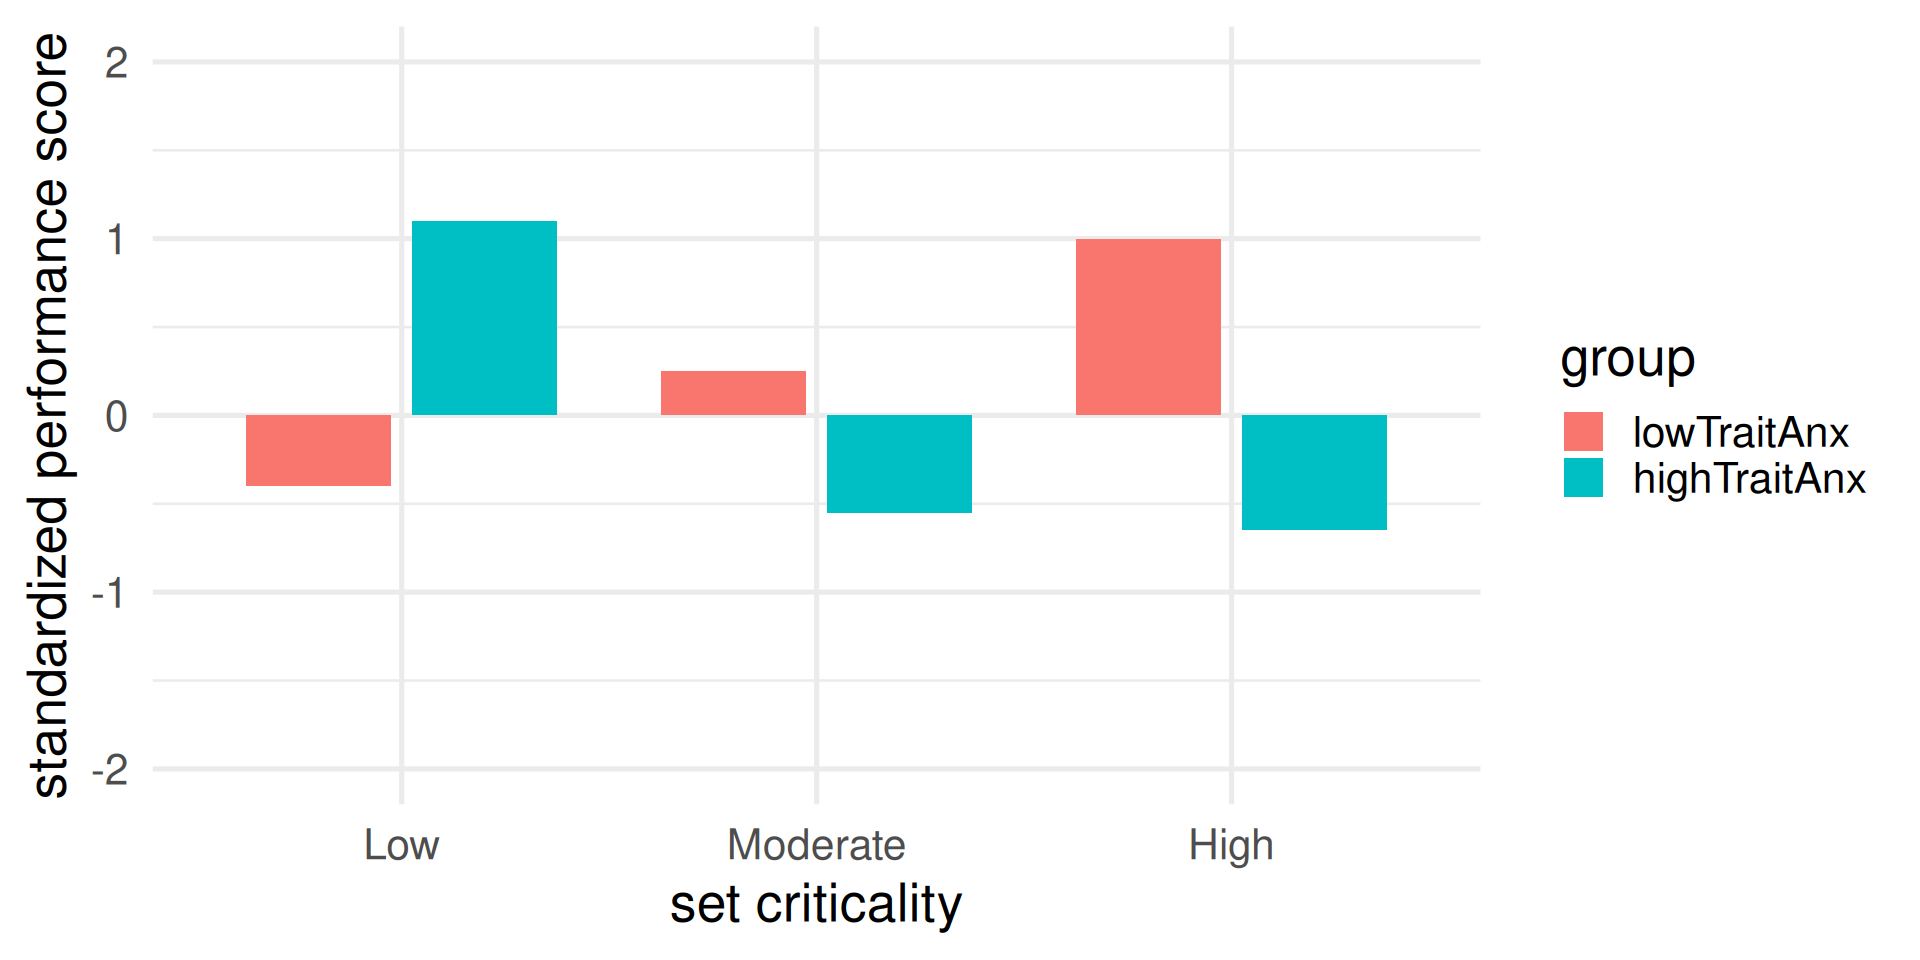 standardized performance score
2
1
0
-1
-2
Low Moderate High
set criticality
group
lowTraitAnx
highTraitAnx